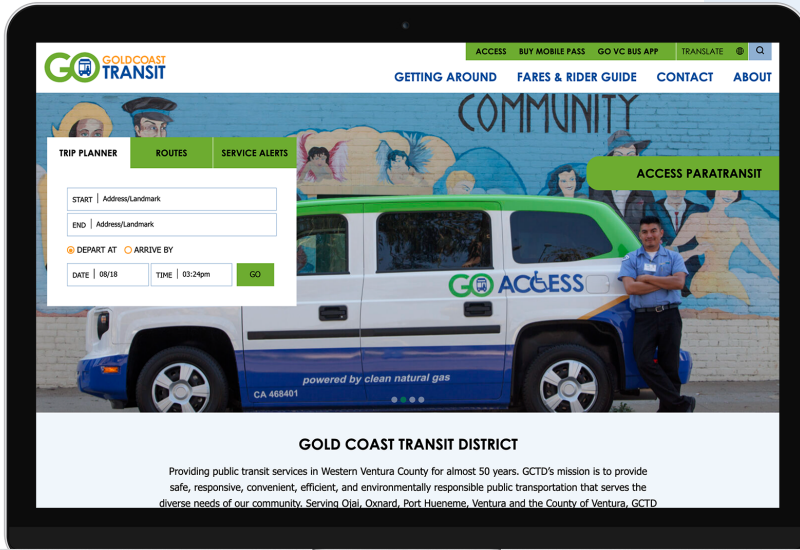 GO GOLD COAST
TRANSIT
ACCESS BUY MOBILE PASS GO VC BUS APP TRANSLATE
GETTING AROUND FARES & RIDER GUIDE CONTACT ABOUT
COMMUNITY
TRIP PLANNER ROUTES SERVICE ALERTS
ACCESS PARATRANSIT
START Address/Landmark
END Address/Landmark
DEPART AT ARRIVE BY
DATE 08/18 TIME 03:24pm GO
GO ACCESS
powered by clean natural gas
CA 468401
GOLD COAST TRANSIT DISTRICT
Providing public transit services in Western Ventura County for almost 50 years. GCTD's mission is to provide
safe, responsive, convenient, efficient, and environmentally responsible public transportation that serves the
diverse needs of our community. Serving Ojai, Oxnard, Port Hueneme, Ventura and the County of Ventura, GCTD